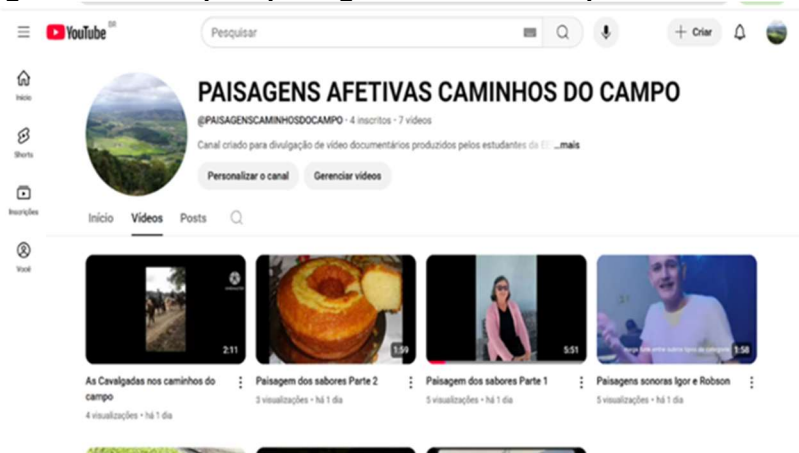 YouTube BR
Pesquisar
Criar
Início
Shorts
Inscrições
Você
PAISAGENS AFETIVAS CAMINHOS DO CAMPO
@PAISAGENSCAMINHOSDOCAMPO · 4 inscritos · 7 vídeos
Canal criado para divulgação de vídeo documentários produzidos pelos estudantes da ...mais
Personalizar o canal Gerenciar vídeos
Início Vídeos Posts
2:11
1:59
5:51
1:58
As Cavalgadas nos caminhos do campo
4 visualizações · há 1 dia
Paisagem dos sabores Parte 2
3 visualizações · há 1 dia
Paisagem dos sabores Parte 1
5 visualizações · há 1 dia
Paisagens sonoras Igor e Robson
5 visualizações · há 1 dia